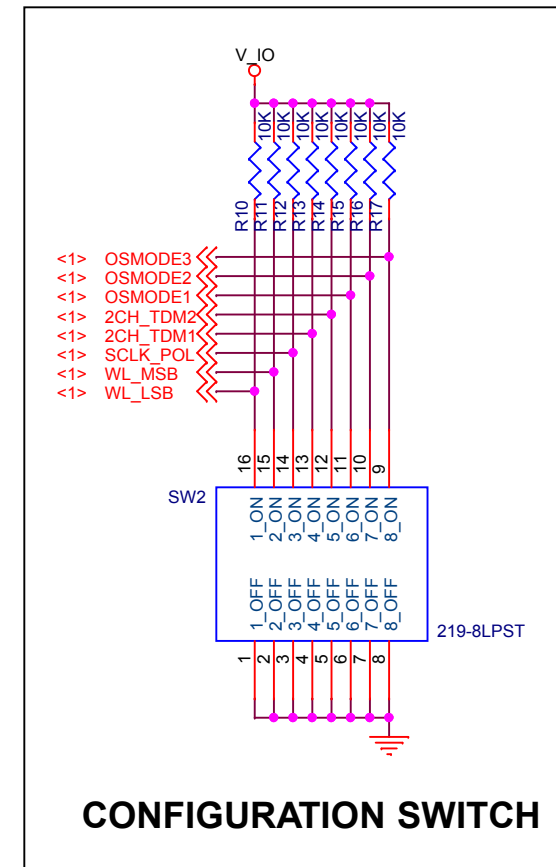 V_IO
10K
10K
10K
10K
10K
10K
10K
10K
R10
R11
R12
R13
R14
R15
R16
R17
<1> OSMODE3
<1> OSMODE2
<1> OSMODE1
<1> 2CH_TDM2
<1> 2CH_TDM1
<1> SCLK_POL
<1> WL_MSB
<1> WL_LSB
16
15
14
13
12
11
10
9
SW2
1_ON
2_ON
3_ON
4_ON
5_ON
6_ON
7_ON
8_ON
1_OFF
2_OFF
3_OFF
4_OFF
5_OFF
6_OFF
7_OFF
8_OFF
219-8LPST
1
2
3
4
5
6
7
8
CONFIGURATION SWITCH